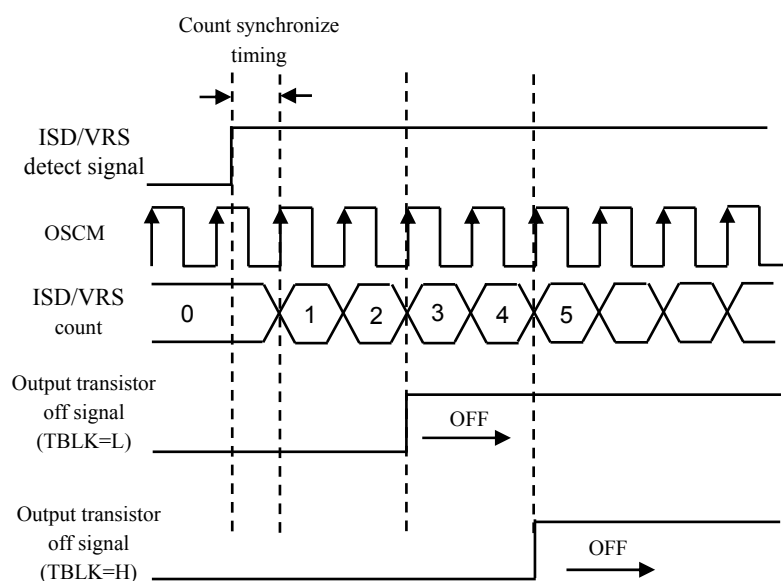 Count synchronize
timing
ISD/VRS
detect signal
OSCM
ISD/VRS
count
0
1
2
3
4
5
Output transistor
off signal
(TBLK=L)
OFF
Output transistor
off signal
(TBLK=H)
OFF